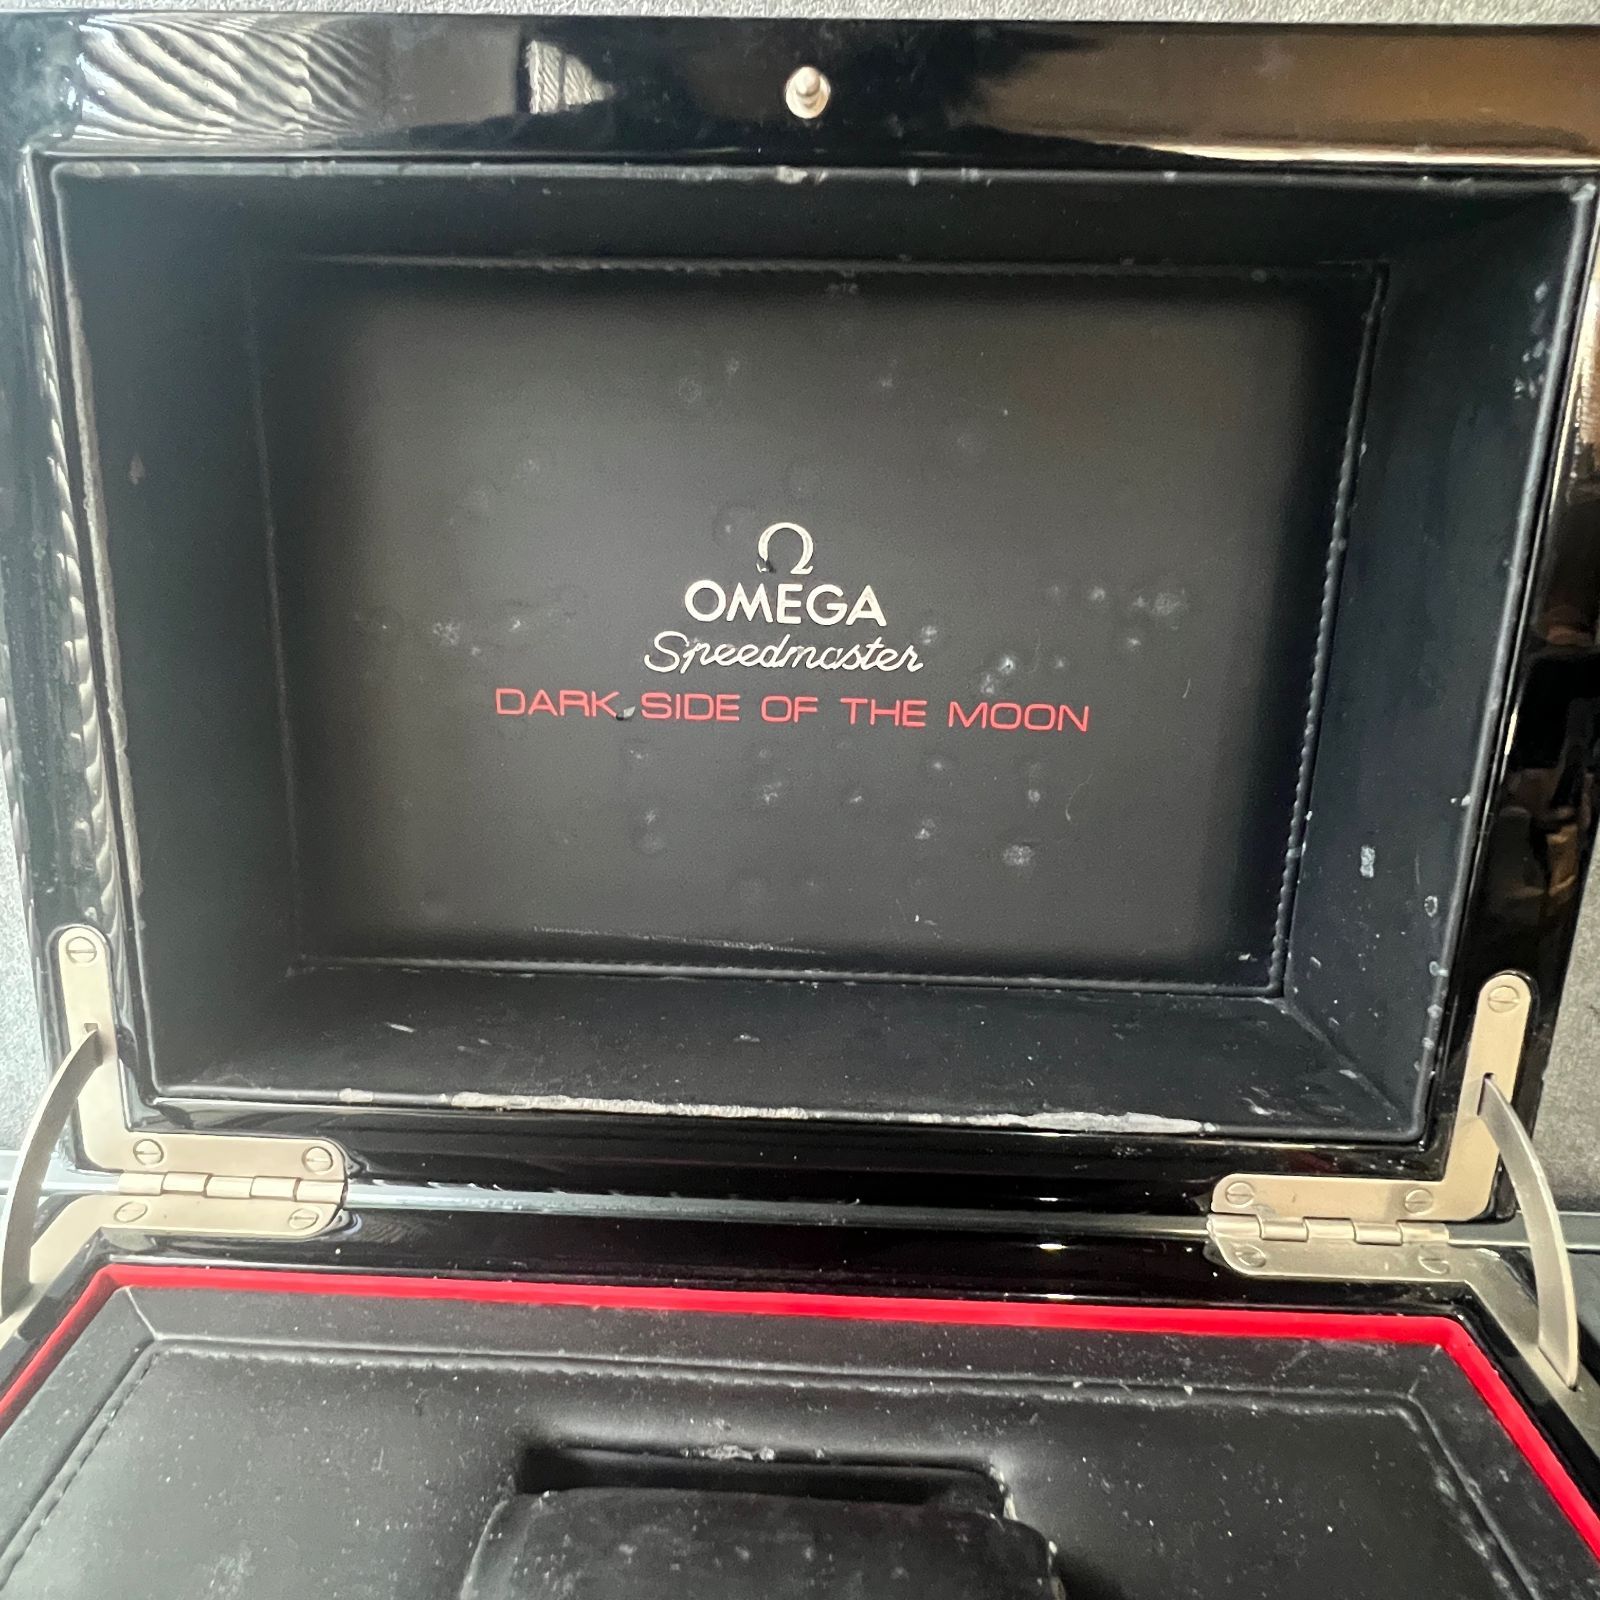 Ω
OMEGA
Speedmaster
DARK SIDE OF THE MOON